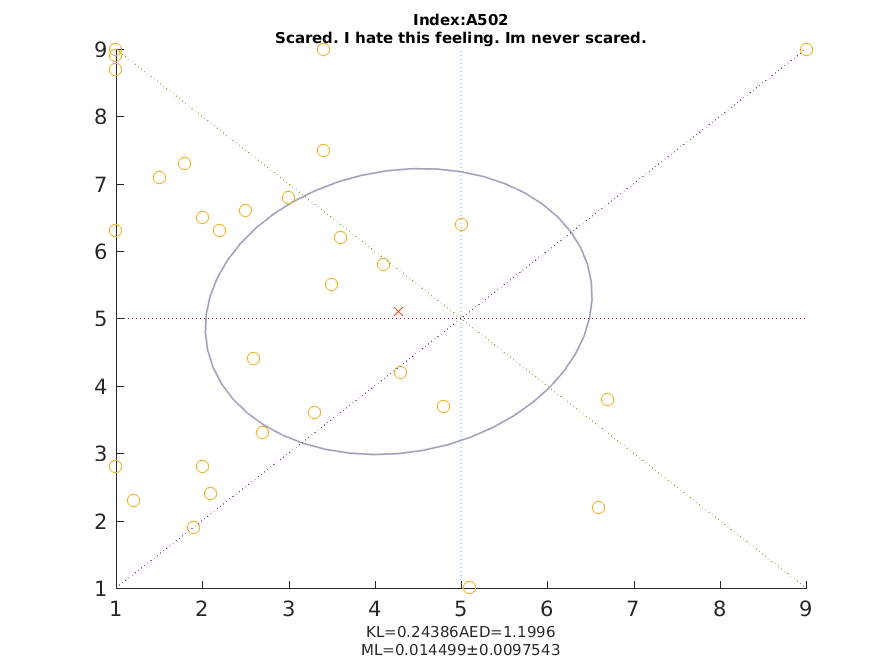 Index:A502
Scared. I hate this feeling. Im never scared.
9
8
7
6
5
4
3
2
1
1 2 3 4 5 6 7 8 9
KL=0.24386AED=1.1996
ML=0.014499±0.0097543